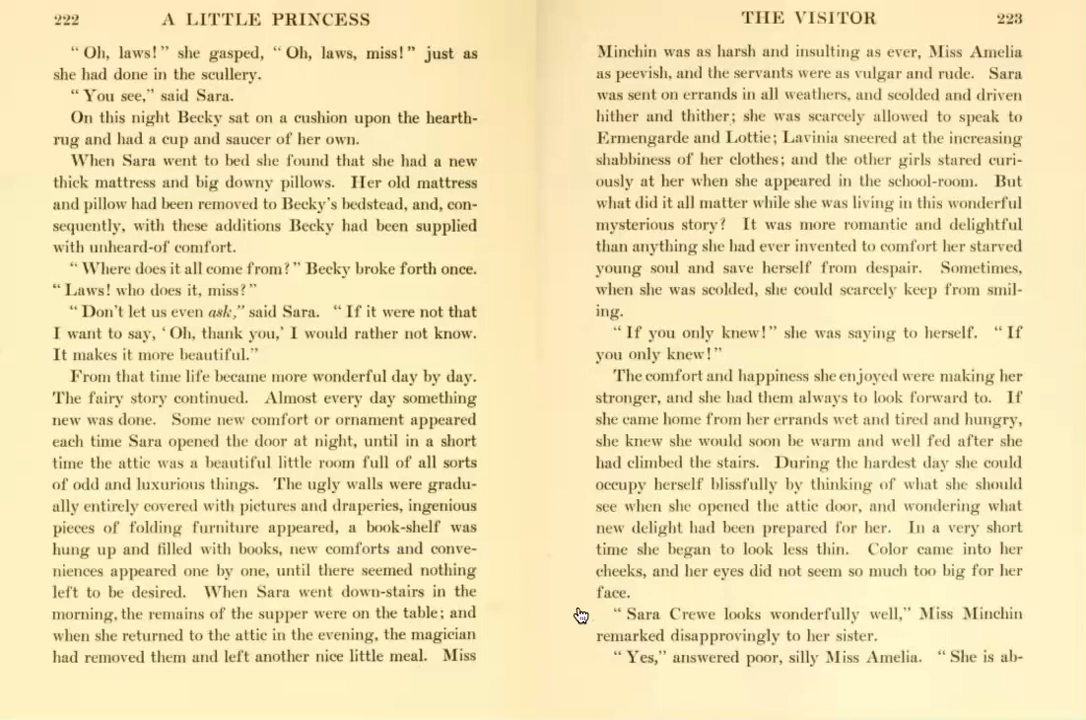 222 A LITTLE PRINCESS
“Oh, laws!” she gasped, “Oh, laws, miss!” just as
she had done in the scullery.
“You see,” said Sara.
On this night Becky sat on a cushion upon the hearth-
rug and had a cup and saucer of her own.
When Sara went to bed she found that she had a new
thick mattress and big downy pillows. Her old mattress
and pillow had been removed to Becky’s bedstead, and, con-
sequently, with these additions Becky had been supplied
with unheard-of comfort.
“Where does it all come from?” Becky broke forth once.
“Laws! who does it, miss?”
“Don’t let us even ask,” said Sara. “If it were not that
I want to say, ‘Oh, thank you,’ I would rather not know.
It makes it more beautiful.”
From that time life became more wonderful day by day.
The fairy story continued. Almost every day something
new was done. Some new comfort or ornament appeared
each time Sara opened the door at night, until in a short
time the attic was a beautiful little room full of all sorts
of odd and luxurious things. The ugly walls were gradu-
ally entirely covered with pictures and draperies, ingenious
pieces of folding furniture appeared, a book-shelf was
hung up and filled with books, new comforts and conve-
niences appeared one by one, until there seemed nothing
left to be desired. When Sara went down-stairs in the
morning, the remains of the supper were on the table; and
when she returned to the attic in the evening, the magician
had removed them and left another nice little meal. Miss
THE VISITOR 223
Minchin was as harsh and insulting as ever, Miss Amelia
as peevish, and the servants were as vulgar and rude. Sara
was sent on errands in all weathers, and scolded and driven
hither and thither; she was scarcely allowed to speak to
Ermengarde and Lottie; Lavinia sneered at the increasing
shabbiness of her clothes; and the other girls stared curi-
ously at her when she appeared in the school-room. But
what did it all matter while she was living in this wonderful
mysterious story? It was more romantic and delightful
than anything she had ever invented to comfort her starved
young soul and save herself from despair. Sometimes,
when she was scolded, she could scarcely keep from smil-
ing.
“If you only knew!” she was saying to herself. “If
you only knew!”
The comfort and happiness she enjoyed were making her
stronger, and she had them always to look forward to. If
she came home from her errands wet and tired and hungry,
she knew she would soon be warm and well fed after she
had climbed the stairs. During the hardest day she could
occupy herself blissfully by thinking of what she should
see when she opened the attic door, and wondering what
new delight had been prepared for her. In a very short
time she began to look less thin. Color came into her
cheeks, and her eyes did not seem so much too big for her
face.
“Sara Crewe looks wonderfully well,” Miss Minchin
remarked disapprovingly to her sister.
“Yes,” answered poor, silly Miss Amelia. “She is ab-